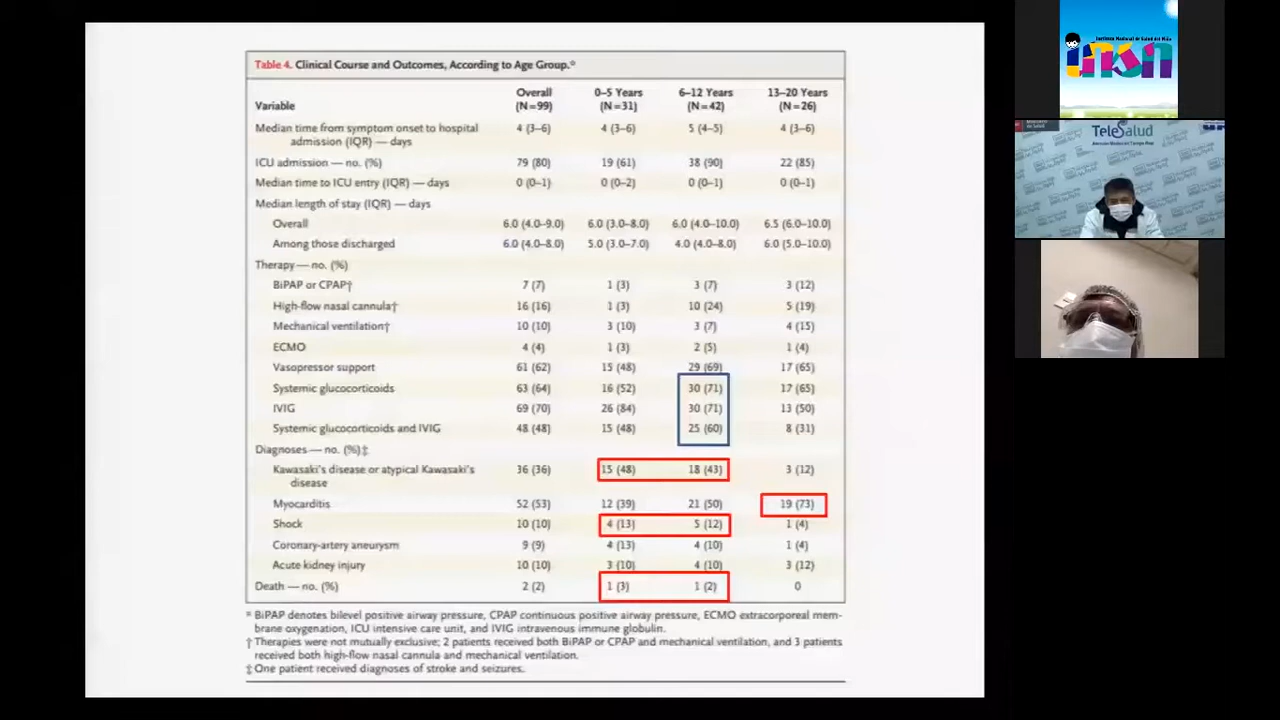 Table 4. Clinical Course and Outcomes, According to Age Group.*
Variable Overall (N=99) 0–5 Years (N=31) 6–12 Years (N=42) 13–20 Years (N=26)
Median time from symptom onset to hospital admission (IQR) — days 4 (3–6) 4 (3–6) 5 (4–5) 4 (3–6)
ICU admission — no. (%) 79 (80) 19 (61) 38 (90) 22 (85)
Median time to ICU entry (IQR) — days 0 (0–1) 0 (0–2) 0 (0–1) 0 (0–1)
Median length of stay (IQR) — days
Overall 6.0 (4.0–9.0) 6.0 (3.0–8.0) 6.0 (4.0–10.0) 6.5 (6.0–10.0)
Among those discharged 6.0 (4.0–8.0) 5.0 (3.0–7.0) 4.0 (4.0–8.0) 6.0 (5.0–10.0)
Therapy — no. (%)
BiPAP or CPAP† 7 (7) 1 (3) 3 (7) 3 (12)
High-flow nasal cannula† 16 (16) 1 (3) 10 (24) 5 (19)
Mechanical ventilation† 10 (10) 3 (10) 3 (7) 4 (15)
ECMO 4 (4) 1 (3) 2 (5) 1 (4)
Vasopressor support 61 (62) 15 (48) 29 (69) 17 (65)
Systemic glucocorticoids 63 (64) 16 (52) 30 (71) 17 (65)
IVIG 69 (70) 26 (84) 30 (71) 13 (50)
Systemic glucocorticoids and IVIG 48 (48) 15 (48) 25 (60) 8 (31)
Diagnoses — no. (%)‡
Kawasaki's disease or atypical Kawasaki's disease 36 (36) 15 (48) 18 (43) 3 (12)
Myocarditis 52 (53) 12 (39) 21 (50) 19 (73)
Shock 10 (10) 4 (13) 5 (12) 1 (4)
Coronary-artery aneurysm 9 (9) 4 (13) 4 (10) 1 (4)
Acute kidney injury 10 (10) 3 (10) 4 (10) 3 (12)
Death — no. (%) 2 (2) 1 (3) 1 (2) 0
* BiPAP denotes bilevel positive airway pressure, CPAP continuous positive airway pressure, ECMO extracorporeal mem-
brane oxygenation, ICU intensive care unit, and IVIG intravenous immune globulin.
† Therapies were not mutually exclusive; 2 patients received both BiPAP or CPAP and mechanical ventilation, and 3 patients
received both high-flow nasal cannula and mechanical ventilation.
‡ One patient received diagnoses of stroke and seizures.
Instituto Nacional de Salud del Niño
INSN
TeleSalud